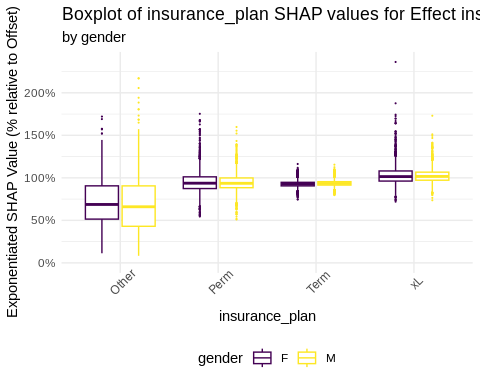 Boxplot of insurance_plan SHAP values for Effect ins
by gender
Exponentiated SHAP Value (% relative to Offset)
200%
150%
100%
50%
0%
Other
Perm
Term
XL
insurance_plan
gender
F
M